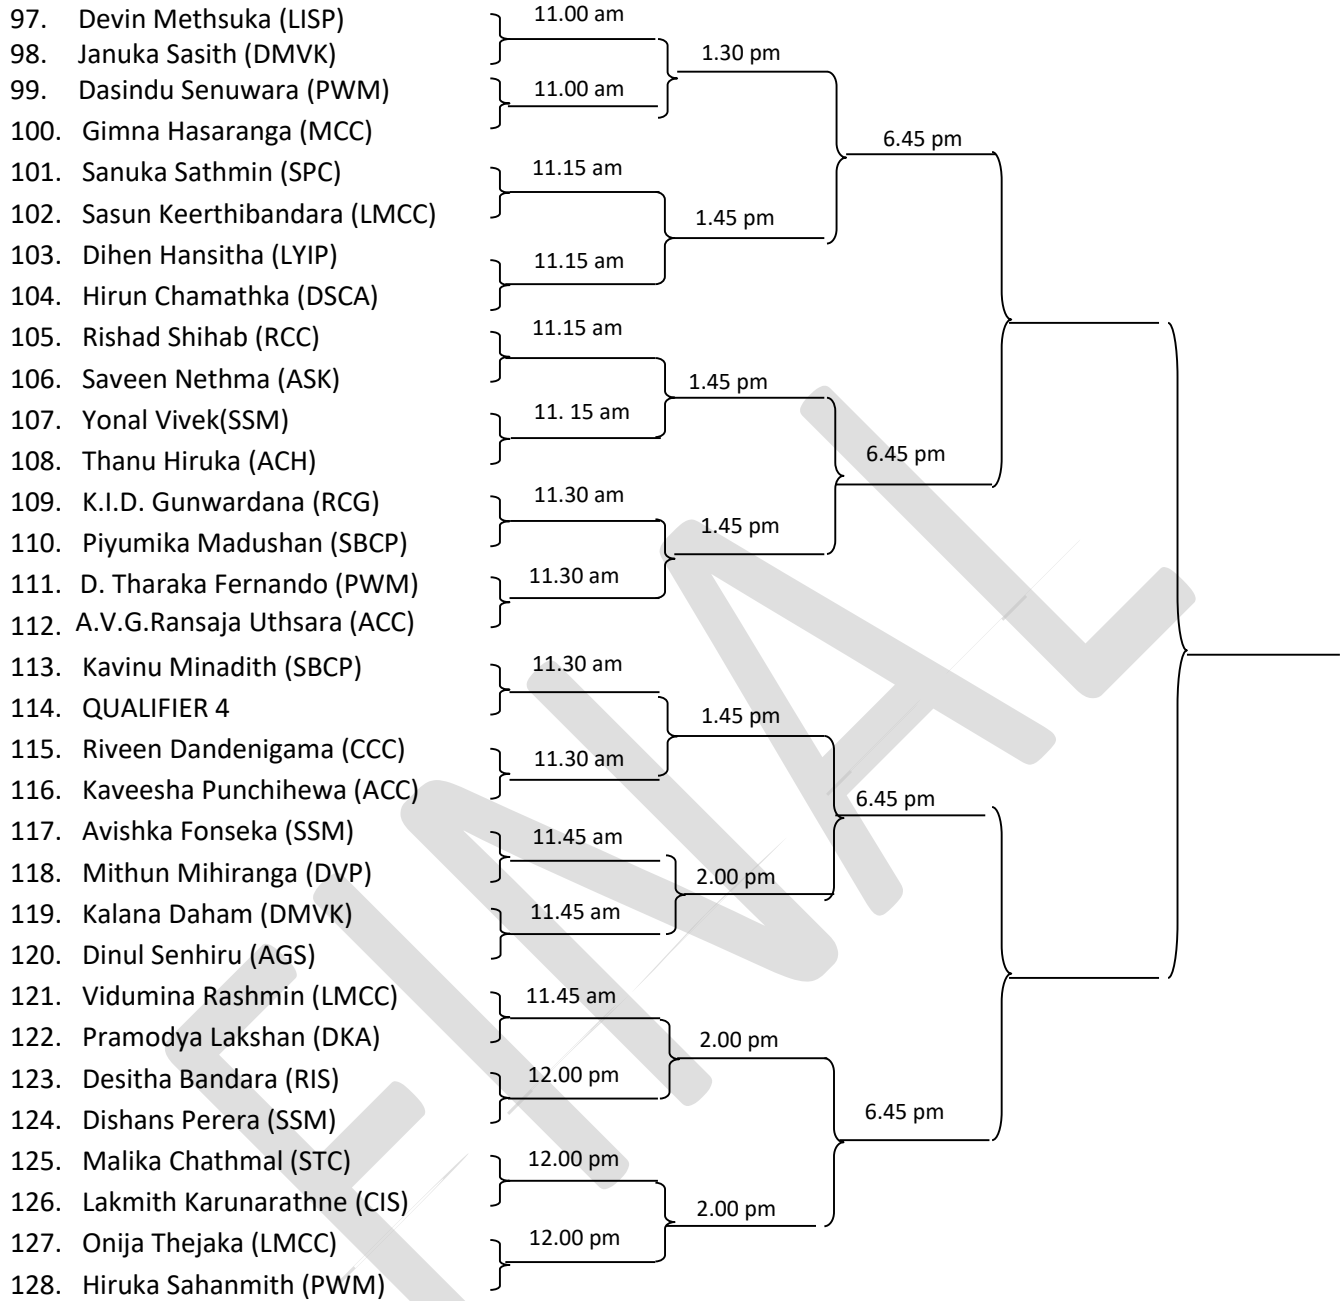 97. Devin Methsuka (LISP)
11.00 am
98. Januka Sasith (DMVK)
1.30 pm
99. Dasindu Senuwara (PWM)
11.00 am
100. Gimna Hasaranga (MCC)
6.45 pm
101. Sanuka Sathmin (SPC)
11.15 am
102. Sasun Keerthibandara (LMCC)
1.45 pm
103. Dihen Hansitha (LYIP)
11.15 am
104. Hirun Chamathka (DSCA)
105. Rishad Shihab (RCC)
11.15 am
106. Saveen Nethma (ASK)
1.45 pm
107. Yonal Vivek(SSM)
11. 15 am
108. Thanu Hiruka (ACH)
6.45 pm
109. K.I.D. Gunwardana (RCG)
11.30 am
110. Piyumika Madushan (SBCP)
1.45 pm
111. D. Tharaka Fernando (PWM)
11.30 am
112. A.V.G.Ransaja Uthsara (ACC)
113. Kavinu Minadith (SBCP)
11.30 am
114. QUALIFIER 4
1.45 pm
115. Riveen Dandenigama (CCC)
11.30 am
116. Kaveesha Punchihewa (ACC)
6.45 pm
117. Avishka Fonseka (SSM)
11.45 am
118. Mithun Mihiranga (DVP)
2.00 pm
119. Kalana Daham (DMVK)
11.45 am
120. Dinul Senhiru (AGS)
121. Vidumina Rashmin (LMCC)
11.45 am
122. Pramodya Lakshan (DKA)
2.00 pm
123. Desitha Bandara (RIS)
12.00 pm
124. Dishans Perera (SSM)
6.45 pm
125. Malika Chathmal (STC)
12.00 pm
126. Lakmith Karunarathne (CIS)
2.00 pm
127. Onija Thejaka (LMCC)
12.00 pm
128. Hiruka Sahanmith (PWM)
FINAL